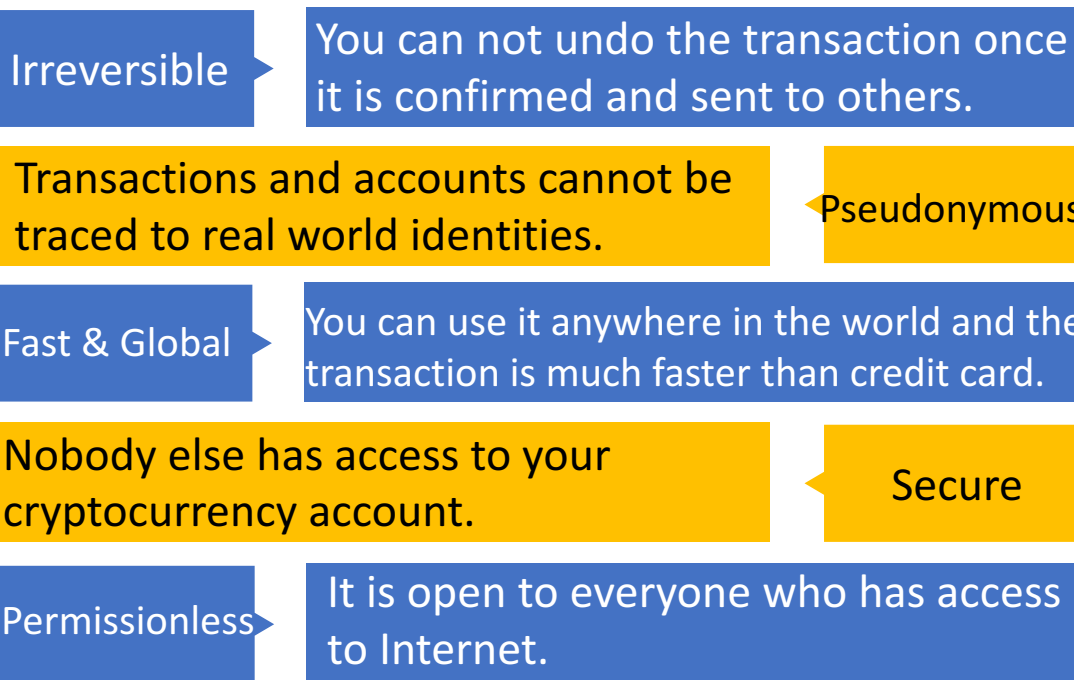 Irreversible
You can not undo the transaction once
it is confirmed and sent to others.
Transactions and accounts cannot be
traced to real world identities.
Pseudonymous
Fast & Global
You can use it anywhere in the world and the
transaction is much faster than credit card.
Nobody else has access to your
cryptocurrency account.
Secure
Permissionless
It is open to everyone who has access
to Internet.